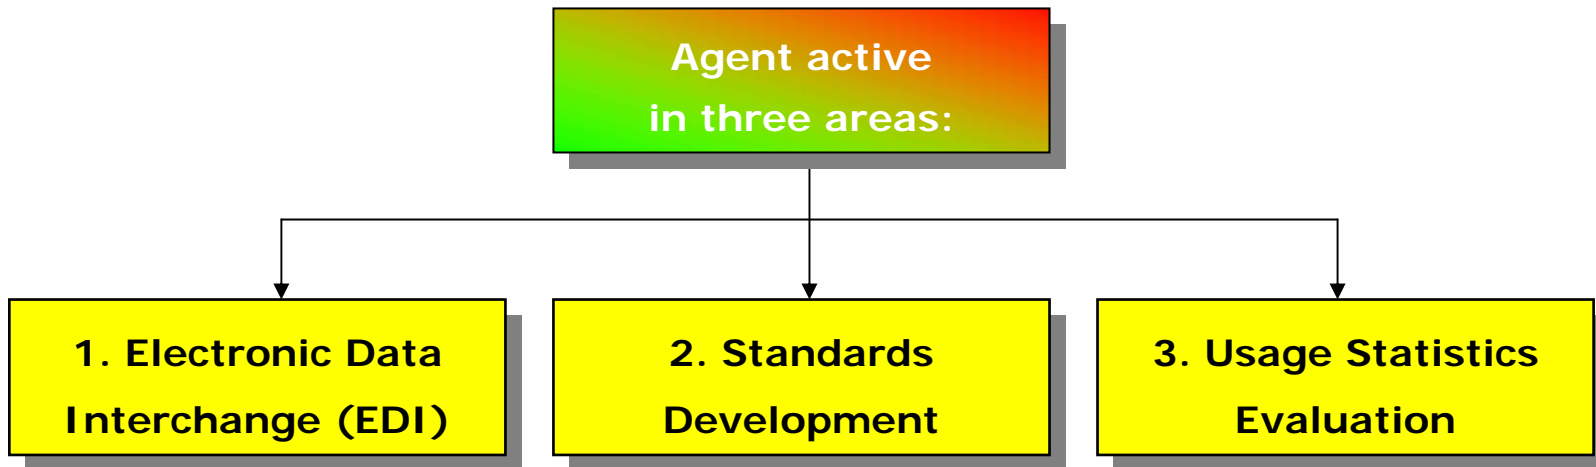 Agent active
in three areas:
1. Electronic Data
Interchange (EDI)
2. Standards
Development
3. Usage Statistics
Evaluation